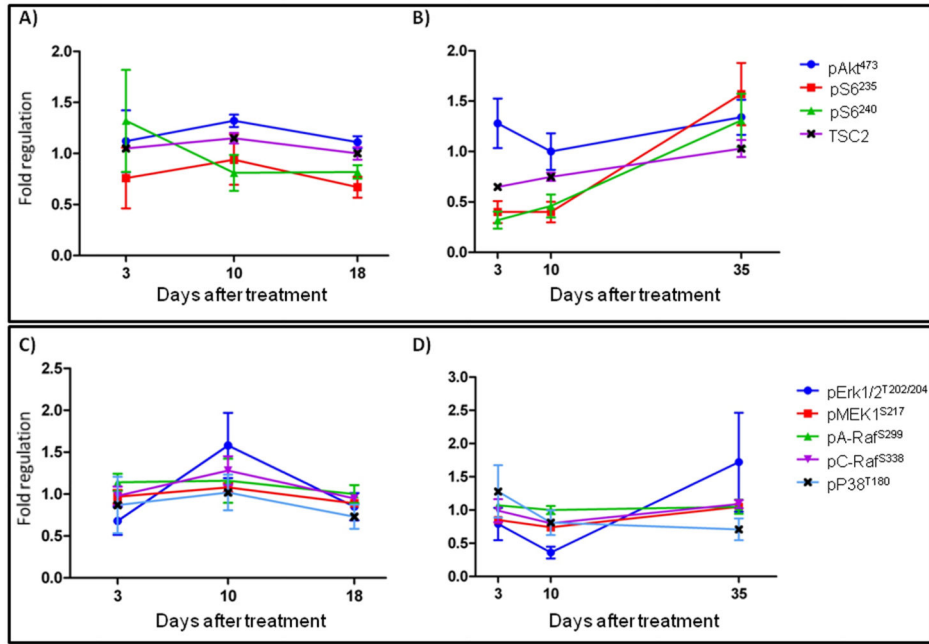 A)
B)
2.0
1.5
1.0
0.5
0.0
Fold regulation
3
10
18
Days after treatment
2.0
1.5
1.0
0.5
0.0
3
10
35
Days after treatment
pAkt⁴⁷³
pS6²³⁵
pS6²⁴⁰
TSC2
C)
D)
2.5
2.0
1.5
1.0
0.5
0.0
Fold regulation
3
10
18
Days after treatment
3.0
2.5
2.0
1.5
1.0
0.5
0.0
3
10
35
Days after treatment
pErk1/2ᵀ²⁰²/²⁰⁴
pMEK1ˢ²¹⁷
pA-Rafˢ²⁹⁹
pC-Rafˢ³³⁸
pP38ᵀ¹⁸⁰